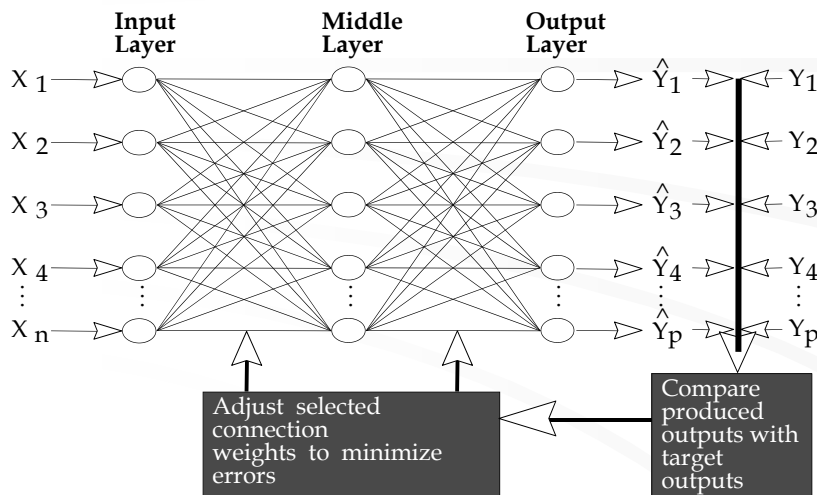 Input Layer
Middle Layer
Output Layer
X 1 Ŷ1 Y1
X 2 Ŷ2 Y2
X 3 Ŷ3 Y3
X 4 Ŷ4 Y4
X n Ŷp Yp
Adjust selected
connection
weights to minimize
errors
Compare
produced
outputs with
target
outputs